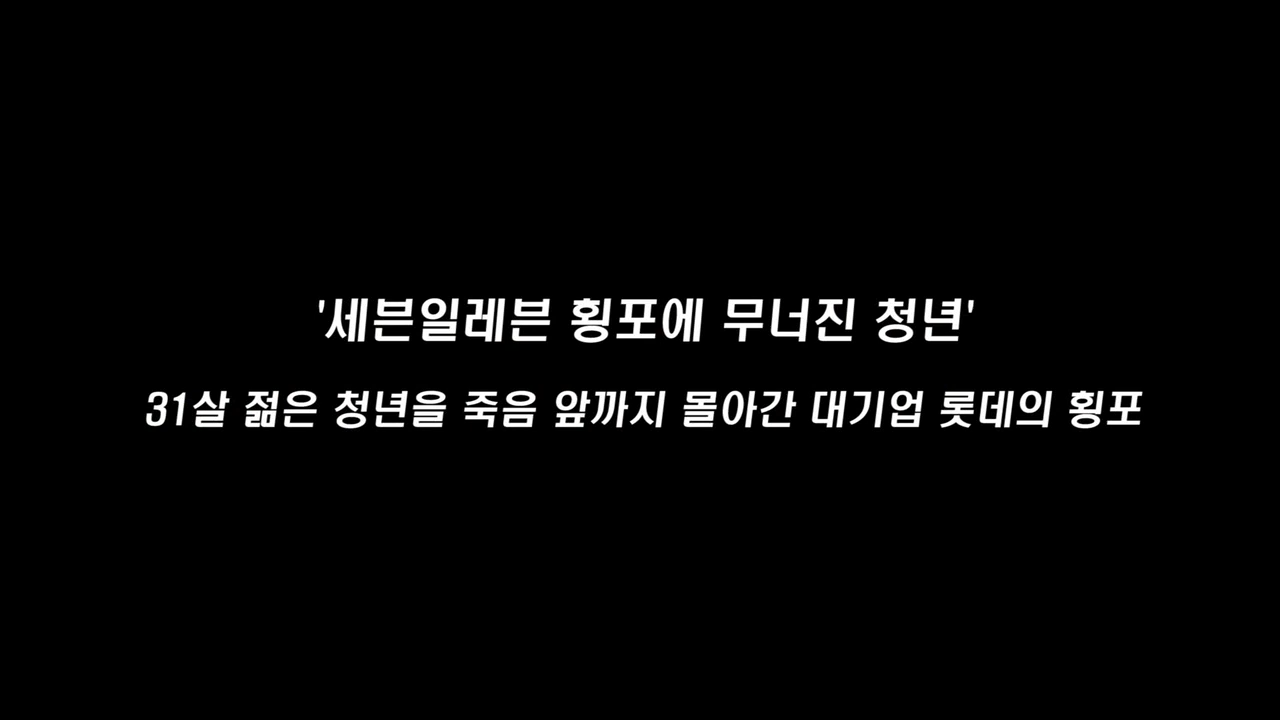 '세븐일레븐 횡포에 무너진 청년'
31살 젊은 청년을 죽음 앞까지 몰아간 대기업 롯데의 횡포